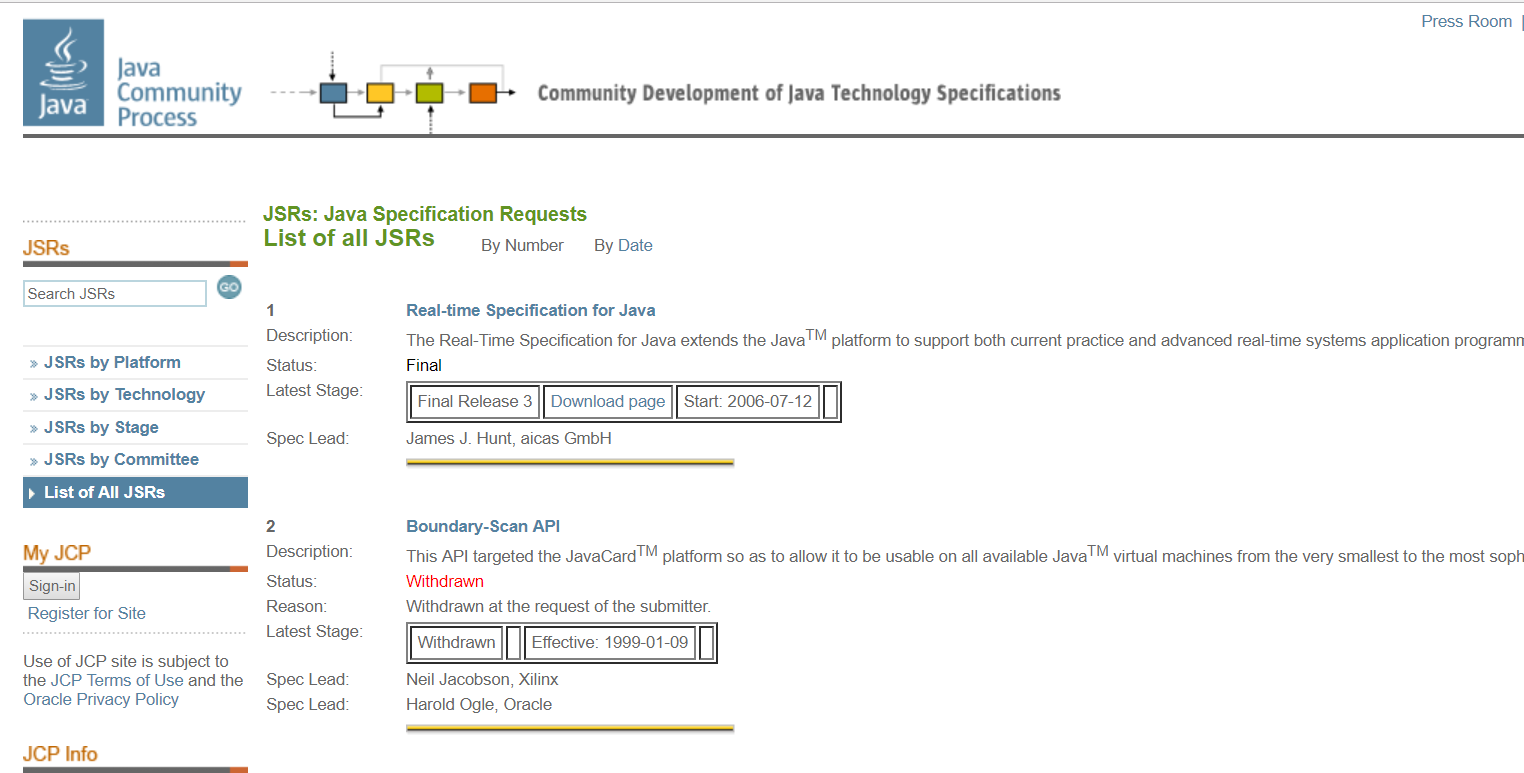 Press Room |
Java
Java
Community
Process
Community Development of Java Technology Specifications
JSRs
Search JSRs
GO
» JSRs by Platform
» JSRs by Technology
» JSRs by Stage
» JSRs by Committee
List of All JSRs
My JCP
Sign-in
Register for Site
Use of JCP site is subject to
the JCP Terms of Use and the
Oracle Privacy Policy
JCP Info
JSRs: Java Specification Requests
List of all JSRs By Number By Date
1 Real-time Specification for Java
Description: The Real-Time Specification for Java extends the Java™ platform to support both current practice and advanced real-time systems application
Status: Final
Latest Stage: Final Release 3 Download page Start: 2006-07-12
Spec Lead: James J. Hunt, aicas GmbH
2 Boundary-Scan API
Description: This API targeted the JavaCard™ platform so as to allow it to be usable on all available Java™ virtual machines from the very smallest to the most
Status: Withdrawn
Reason: Withdrawn at the request of the submitter.
Latest Stage: Withdrawn Effective: 1999-01-09
Spec Lead: Neil Jacobson, Xilinx
Spec Lead: Harold Ogle, Oracle